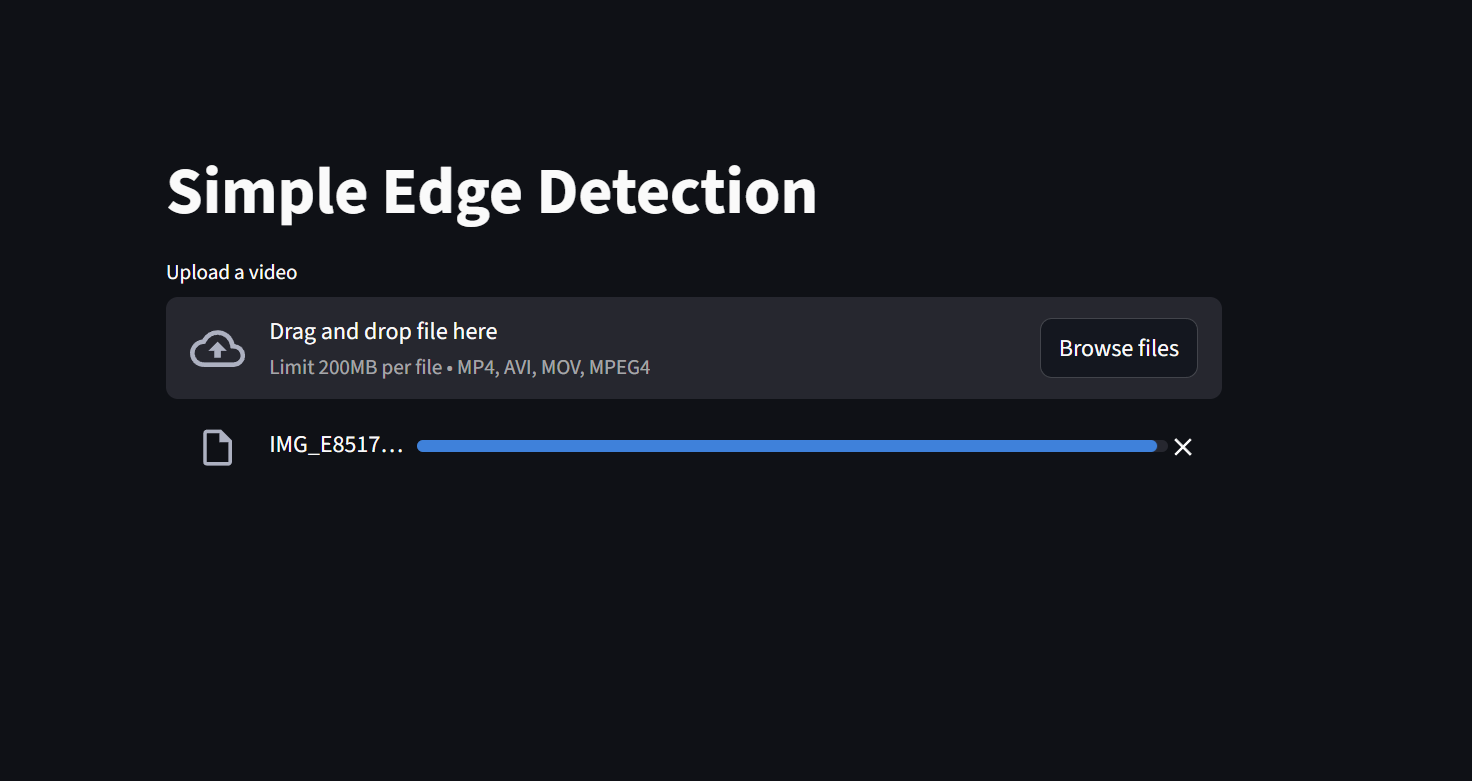 Simple Edge Detection
Upload a video
Drag and drop file here
Limit 200MB per file • MP4, AVI, MOV, MPEG4
Browse files
IMG_E8517...